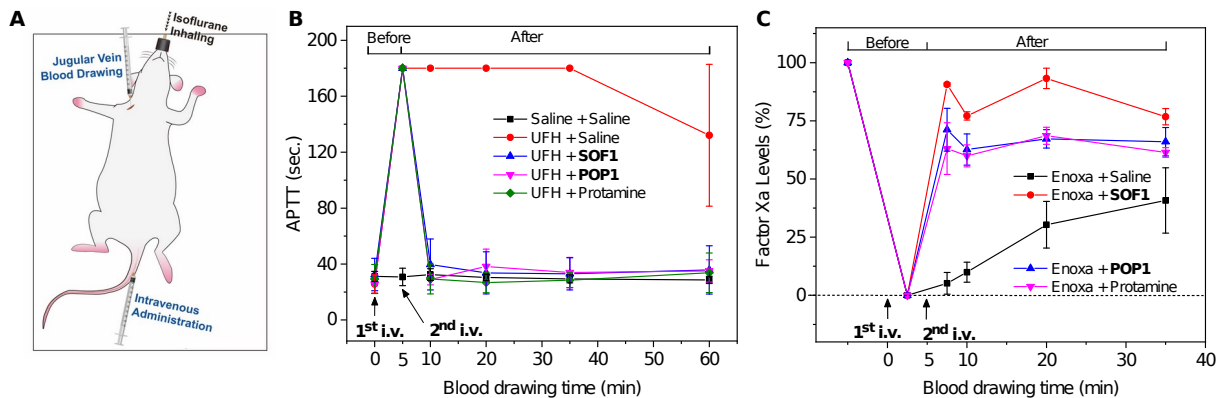 A
Isoflurane
Inhaling
Jugular Vein
Blood Drawing
Intravenous
Administration
B
Before
After
200
160
120
80
40
0
APTT (sec.)
Saline + Saline
UFH + Saline
UFH + SOF1
UFH + POP1
UFH + Protamine
1st i.v.
2nd i.v.
0 5 10 20 30 40 50 60
Blood drawing time (min)
C
Before
After
100
75
50
25
0
Factor Xa Levels (%)
Enoxa + Saline
Enoxa + SOF1
Enoxa + POP1
Enoxa + Protamine
1st i.v.
2nd i.v.
0 5 10 20 30 40
Blood drawing time (min)